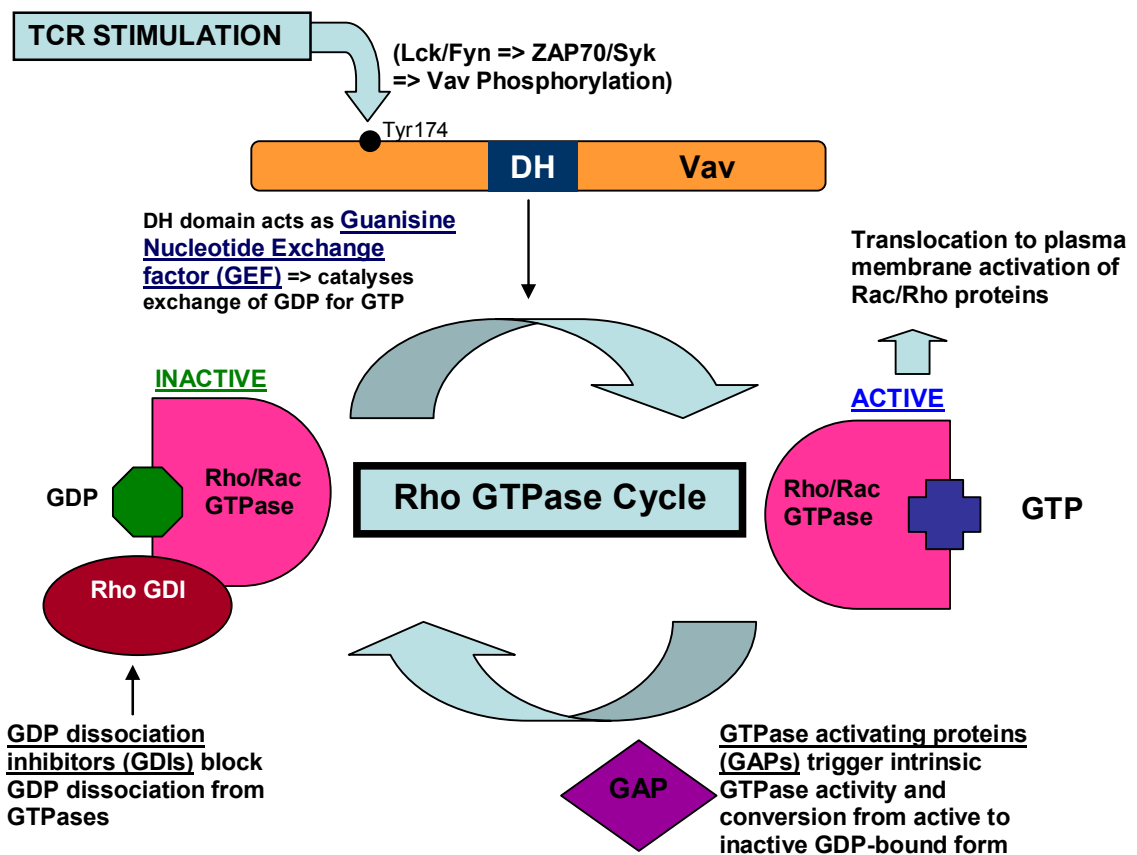 TCR STIMULATION
(Lck/Fyn => ZAP70/Syk
=> Vav Phosphorylation)
Tyr174
DH
Vav
DH domain acts as Guanisine
Nucleotide Exchange
factor (GEF) => catalyses
exchange of GDP for GTP
Translocation to plasma
membrane activation of
Rac/Rho proteins
INACTIVE
ACTIVE
GDP
Rho/Rac
GTPase
Rho GTPase Cycle
Rho/Rac
GTPase
GTP
Rho GDI
GDP dissociation
inhibitors (GDIs) block
GDP dissociation from
GTPases
GAP
GTPase activating proteins
(GAPs) trigger intrinsic
GTPase activity and
conversion from active to
inactive GDP-bound form